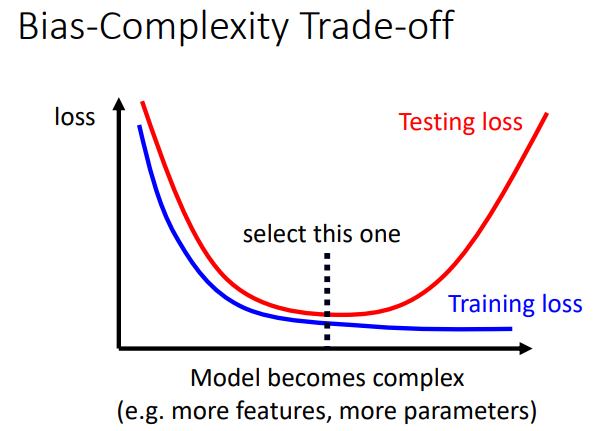 Bias-Complexity Trade-off
loss
Testing loss
select this one
Training loss
Model becomes complex
(e.g. more features, more parameters)